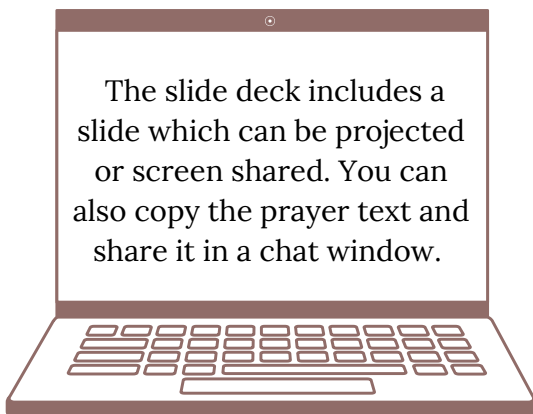 The slide deck includes a
slide which can be projected
or screen shared. You can
also copy the prayer text and
share it in a chat window.